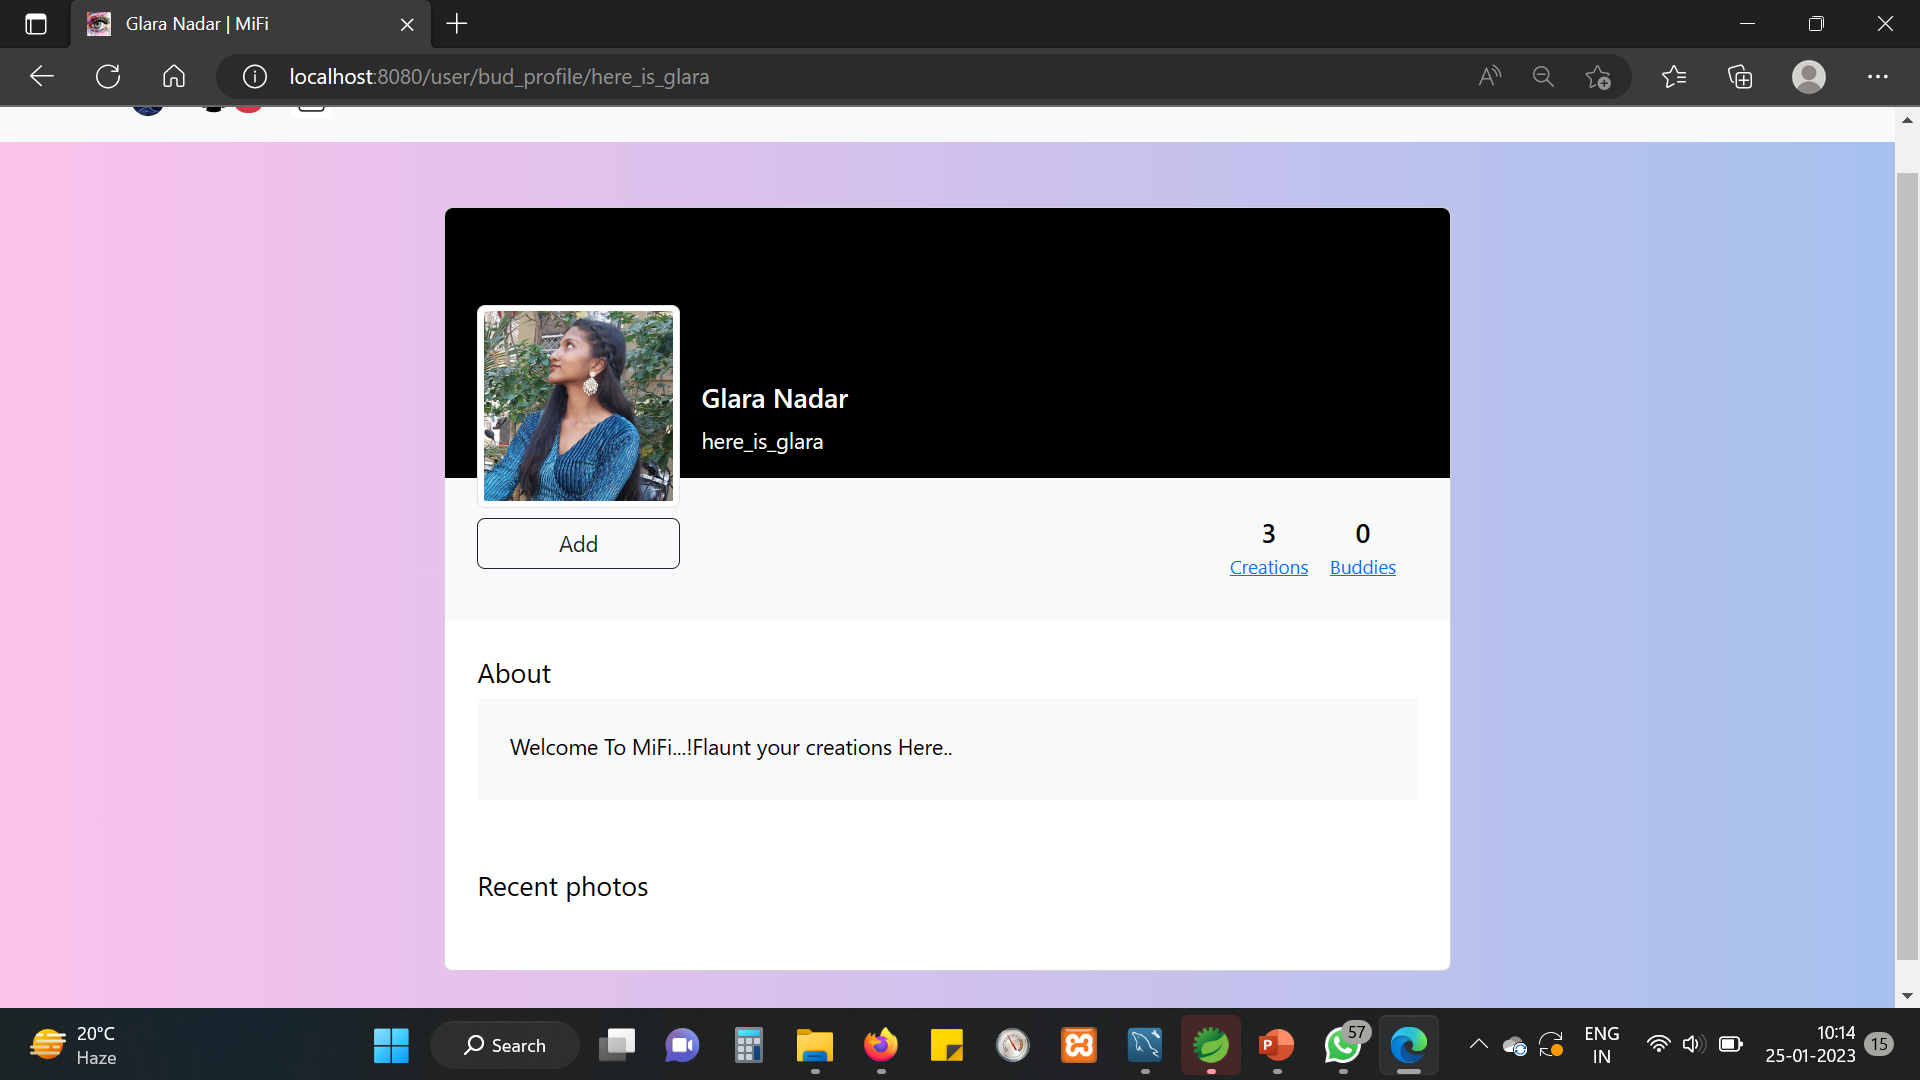 Glara Nadar | MiFi
localhost:8080/user/bud_profile/here_is_glara
Glara Nadar
here_is_glara
Add
3
Creations
0
Buddies
About
Welcome To MiFi...!Flaunt your creations Here..
Recent photos
20°C
Haze
Search
57
ENG
IN
10:14
25-01-2023
15